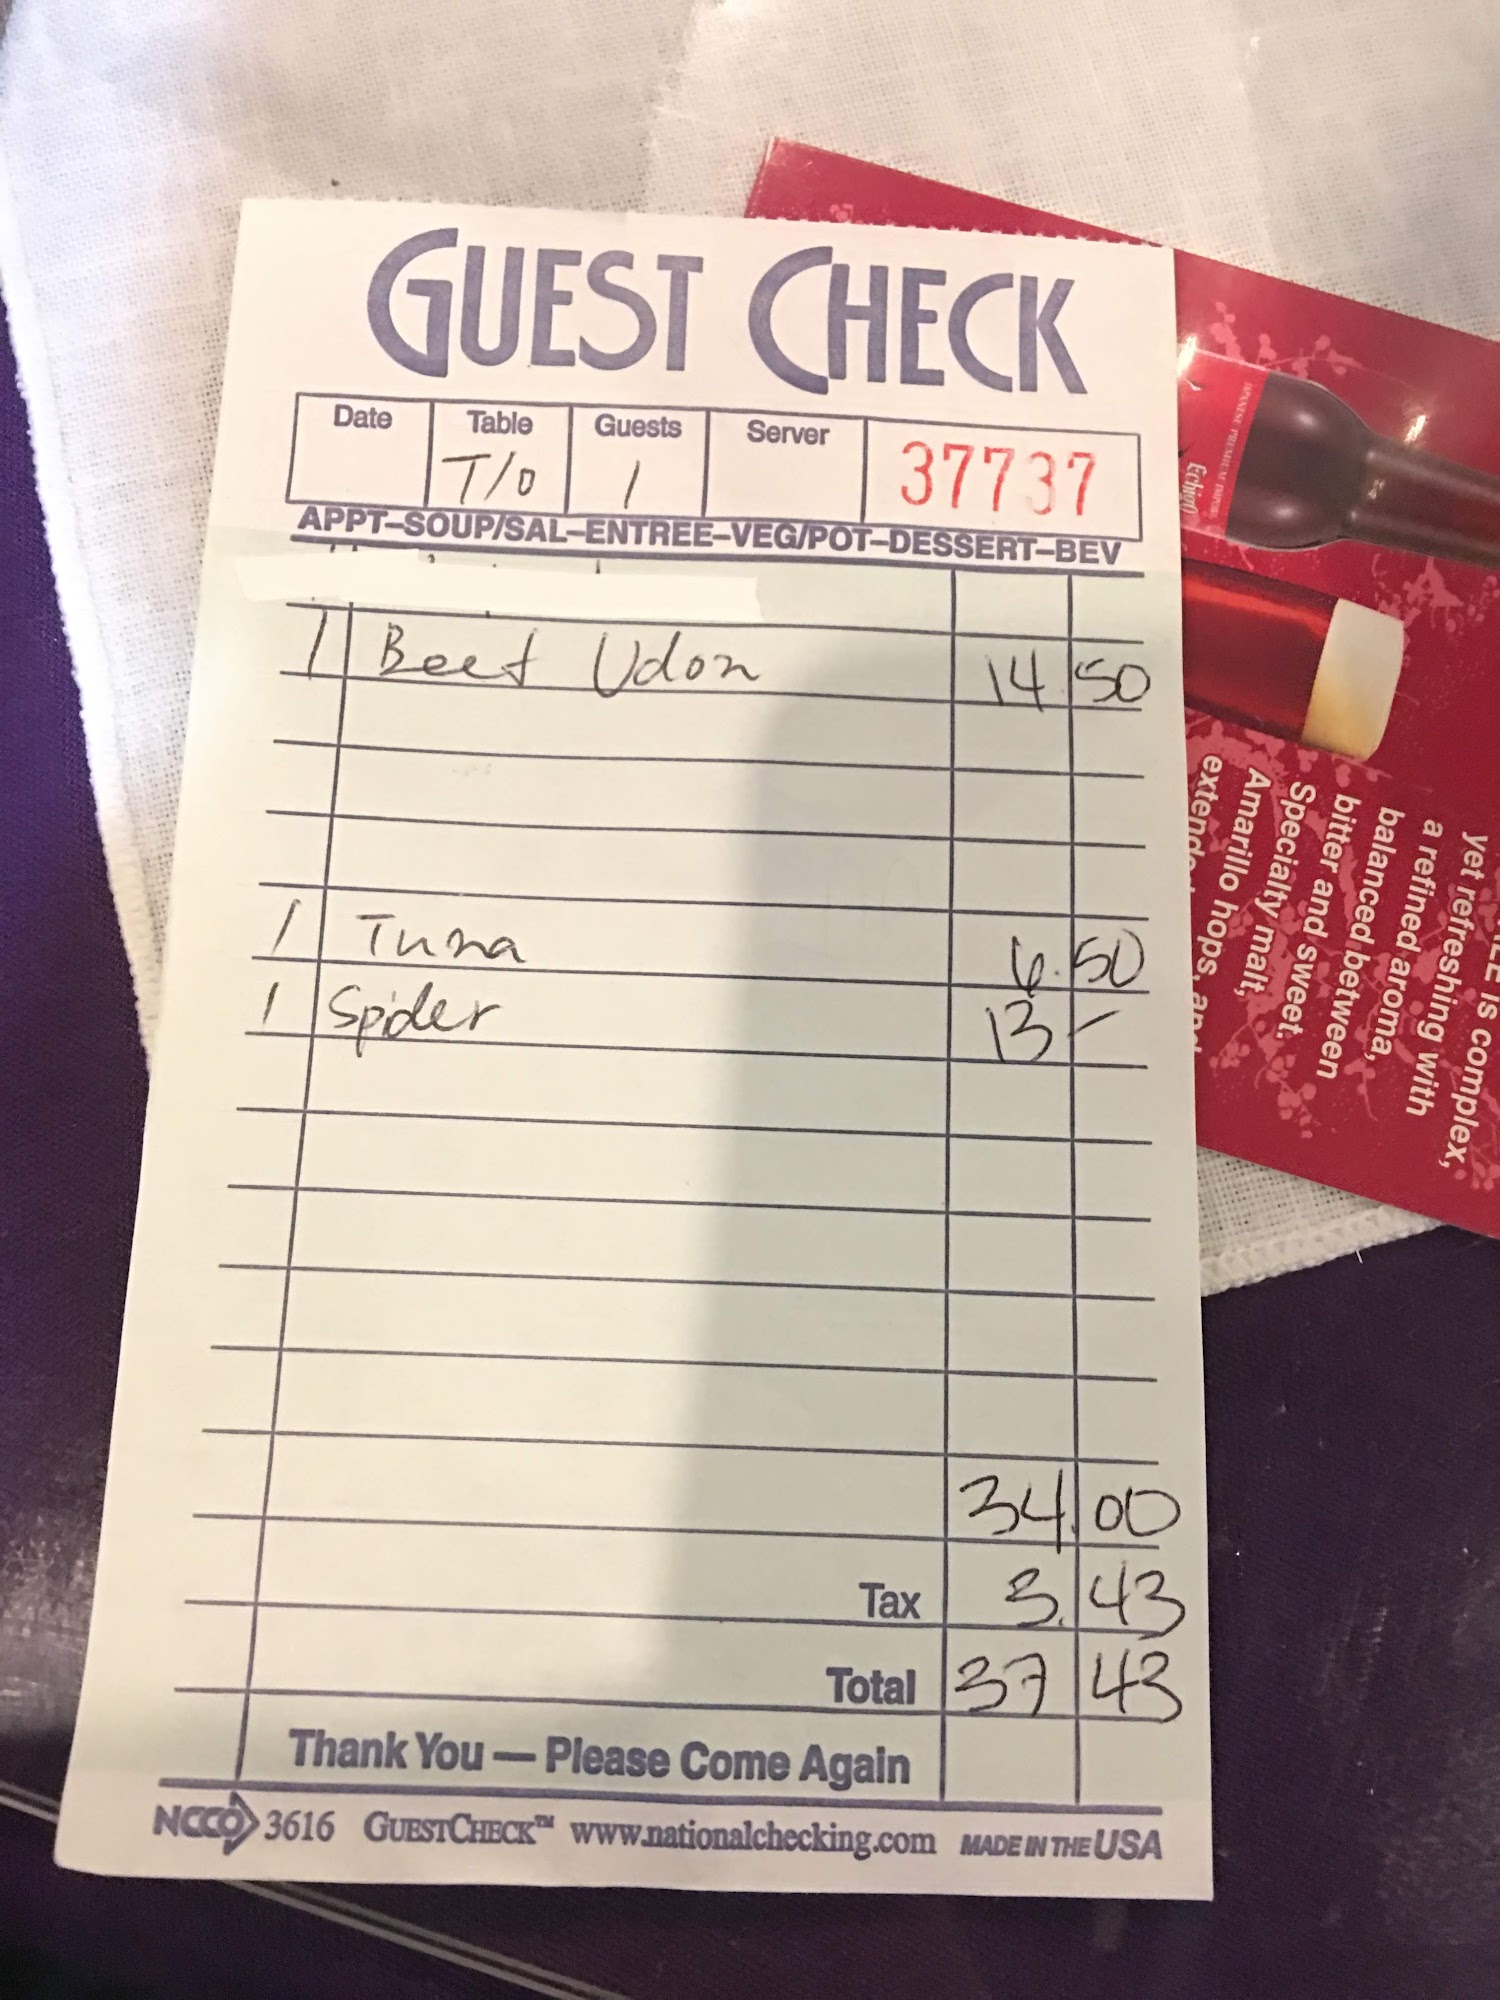 GUEST CHECK
Date Table Guests Server
T/O 1 37737
APPT–SOUP/SAL–ENTREE–VEG/POT–DESSERT–BEV
1 Beef Udon 14.50
1 Tuna 6.50
1 Spider 13 –
34.00
Tax 3.43
Total 37 43
Thank You — Please Come Again
NCCO 3616 GUESTCHECK™ www.nationalchecking.com MADE IN THE USA
Echigo
IS complex,
yet refreshing with
a refined aroma,
balanced between
bitter and sweet.
Specialty malt,
Amarillo hops, and